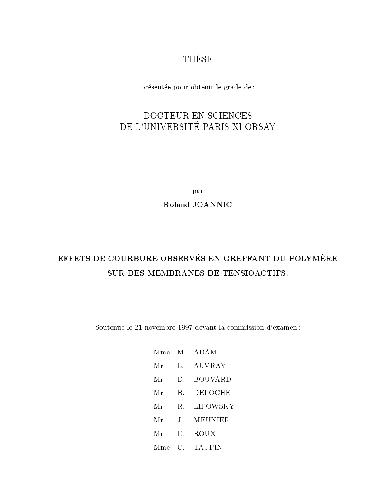 THÈSE
présentée pour obtenir le grade de :
DOCTEUR EN SCIENCES
DE L'UNIVERSITÉ PARIS XI ORSAY
par
Roland JOANNIC
EFFETS DE COURBURE OBSERVÉS EN GREFFANT DU POLYMÈRE
SUR DES MEMBRANES DE TENSIOACTIFS
Soutenue le 21 novembre 1997 devant la commission d'examen :
Mme M. ADAM
Mr L. AUVRAY
Mr D. BOUVARD
Mr B. DELOCHE
Mr R. LIPOWSKY
Mr J. MEUNIER
Mr D. ROUX
Mme C. TAUPIN